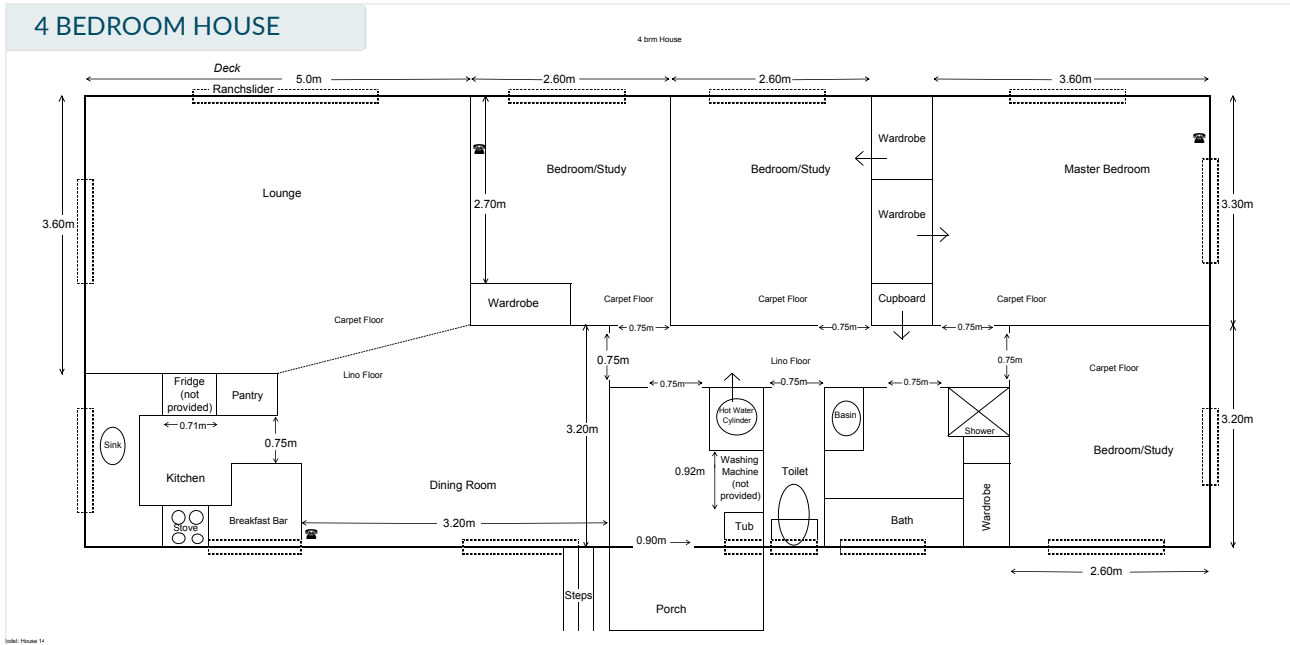 4 BEDROOM HOUSE
4 brm House
Deck
5.0m
2.60m
2.60m
3.60m
Ranchslider
Wardrobe
Bedroom/Study
Bedroom/Study
Master Bedroom
Lounge
2.70m
3.30m
Wardrobe
3.60m
Wardrobe
Carpet Floor
Carpet Floor
Cupboard
Carpet Floor
Carpet Floor
0.75m
0.75m
0.75m
0.75m
Lino Floor
0.75m
Carpet Floor
Lino Floor
Fridge
(not
provided)
Pantry
0.75m
0.75m
0.75m
0.71m
Hot Water
Cylinder
Basin
Shower
3.20m
3.20m
Sink
0.75m
Bedroom/Study
Washing
Machine
(not
provided)
0.92m
Toilet
Kitchen
Dining Room
Wardrobe
Breakfast Bar
3.20m
Stove
Tub
Bath
0.90m
2.60m
Steps
Porch
odel: House 14